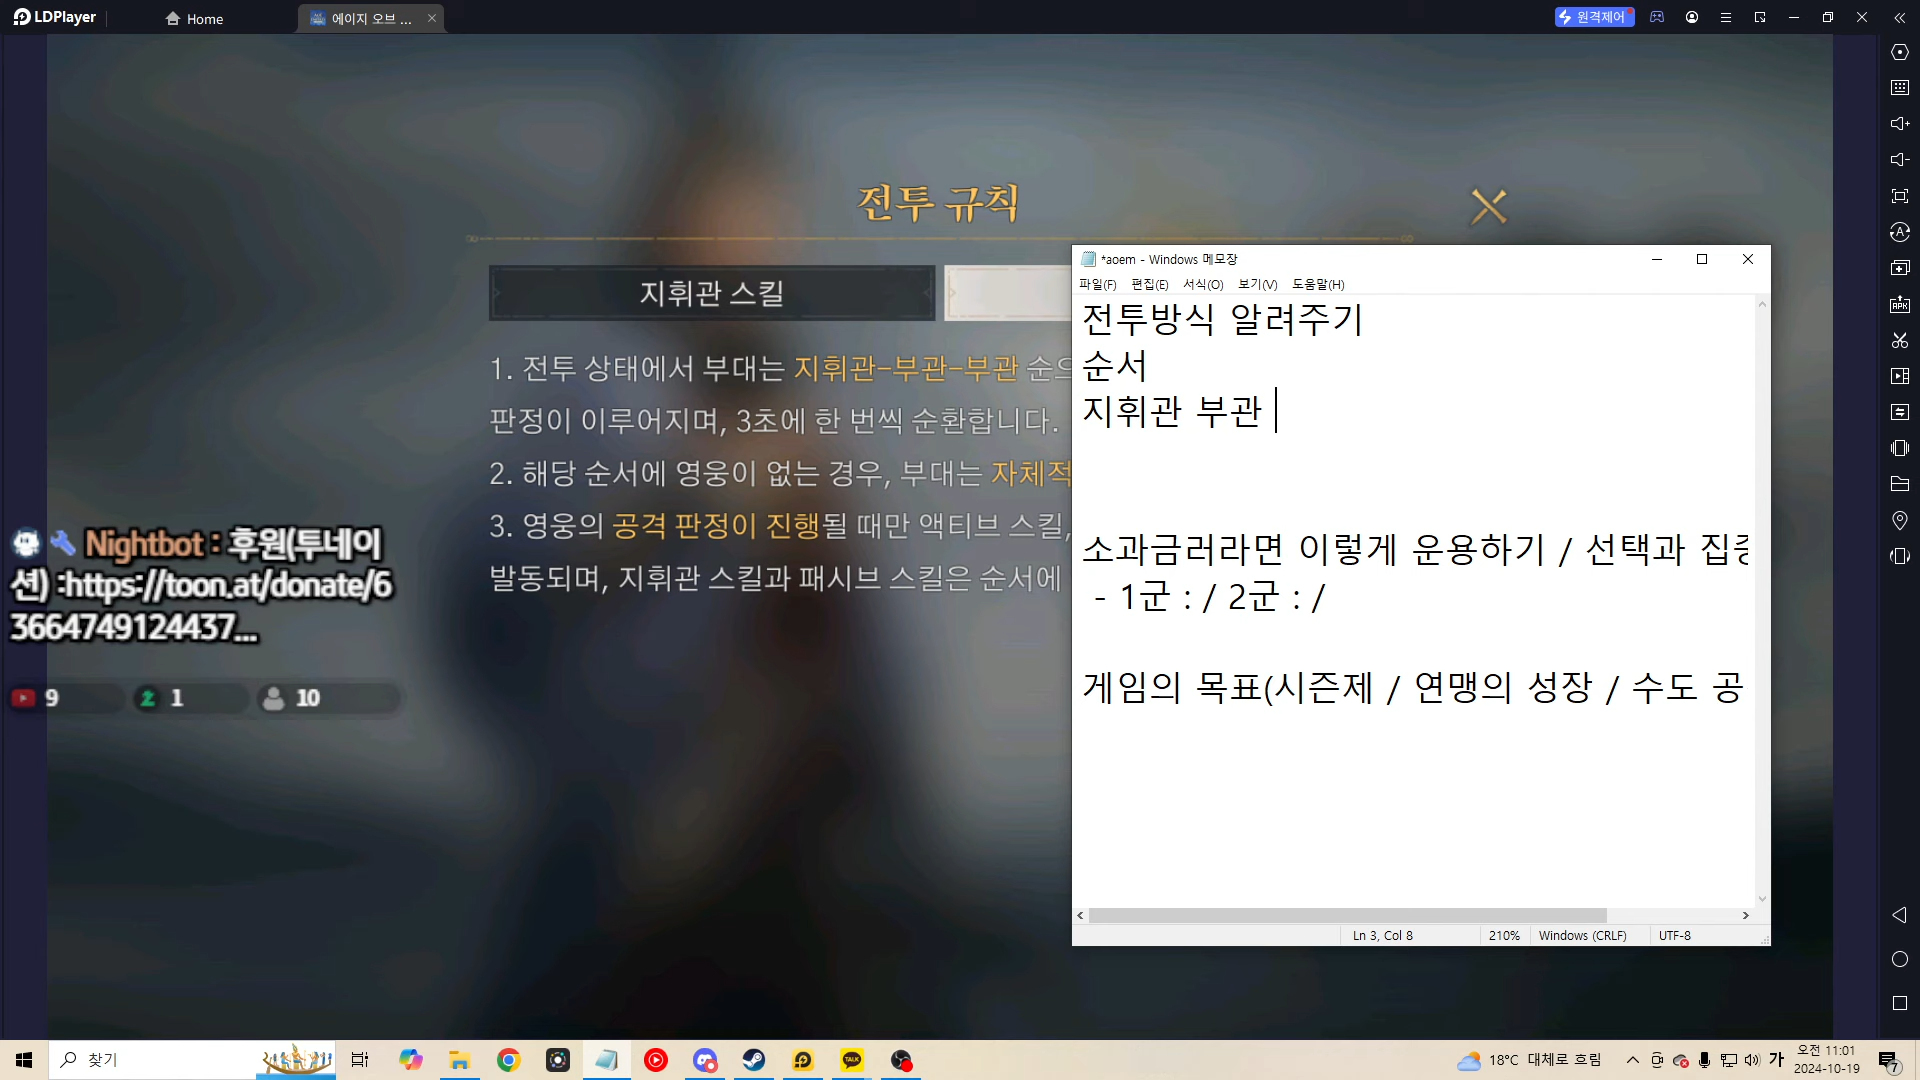 LDPlayer
Home
에이지 오브 ...
원격제어
전투 규칙
지휘관 스킬
1. 전투 상태에서 부대는 지휘관-부관-부관 순으
판정이 이루어지며, 3초에 한 번씩 순환합니다.
2. 해당 순서에 영웅이 없는 경우, 부대는 자체적
3. 영웅의 공격 판정이 진행될 때만 액티브 스킬,
발동되며, 지휘관 스킬과 패시브 스킬은 순서에
*aoem - Windows 메모장
파일(F) 편집(E) 서식(O) 보기(V) 도움말(H)
전투방식 알려주기
순서
지휘관 부관
소과금러라면 이렇게 운용하기 / 선택과 집중
- 1군 : / 2군 : /
게임의 목표(시즌제 / 연맹의 성장 / 수도 공
Ln 3, Col 8
210%
Windows (CRLF)
UTF-8
Nightbot : 후원(투네이
션) :https://toon.at/donate/6
3664749124437...
9
1
10
찾기
TALK
18°C 대체로 흐림
가
오전 11:01
2024-10-19
7
APK